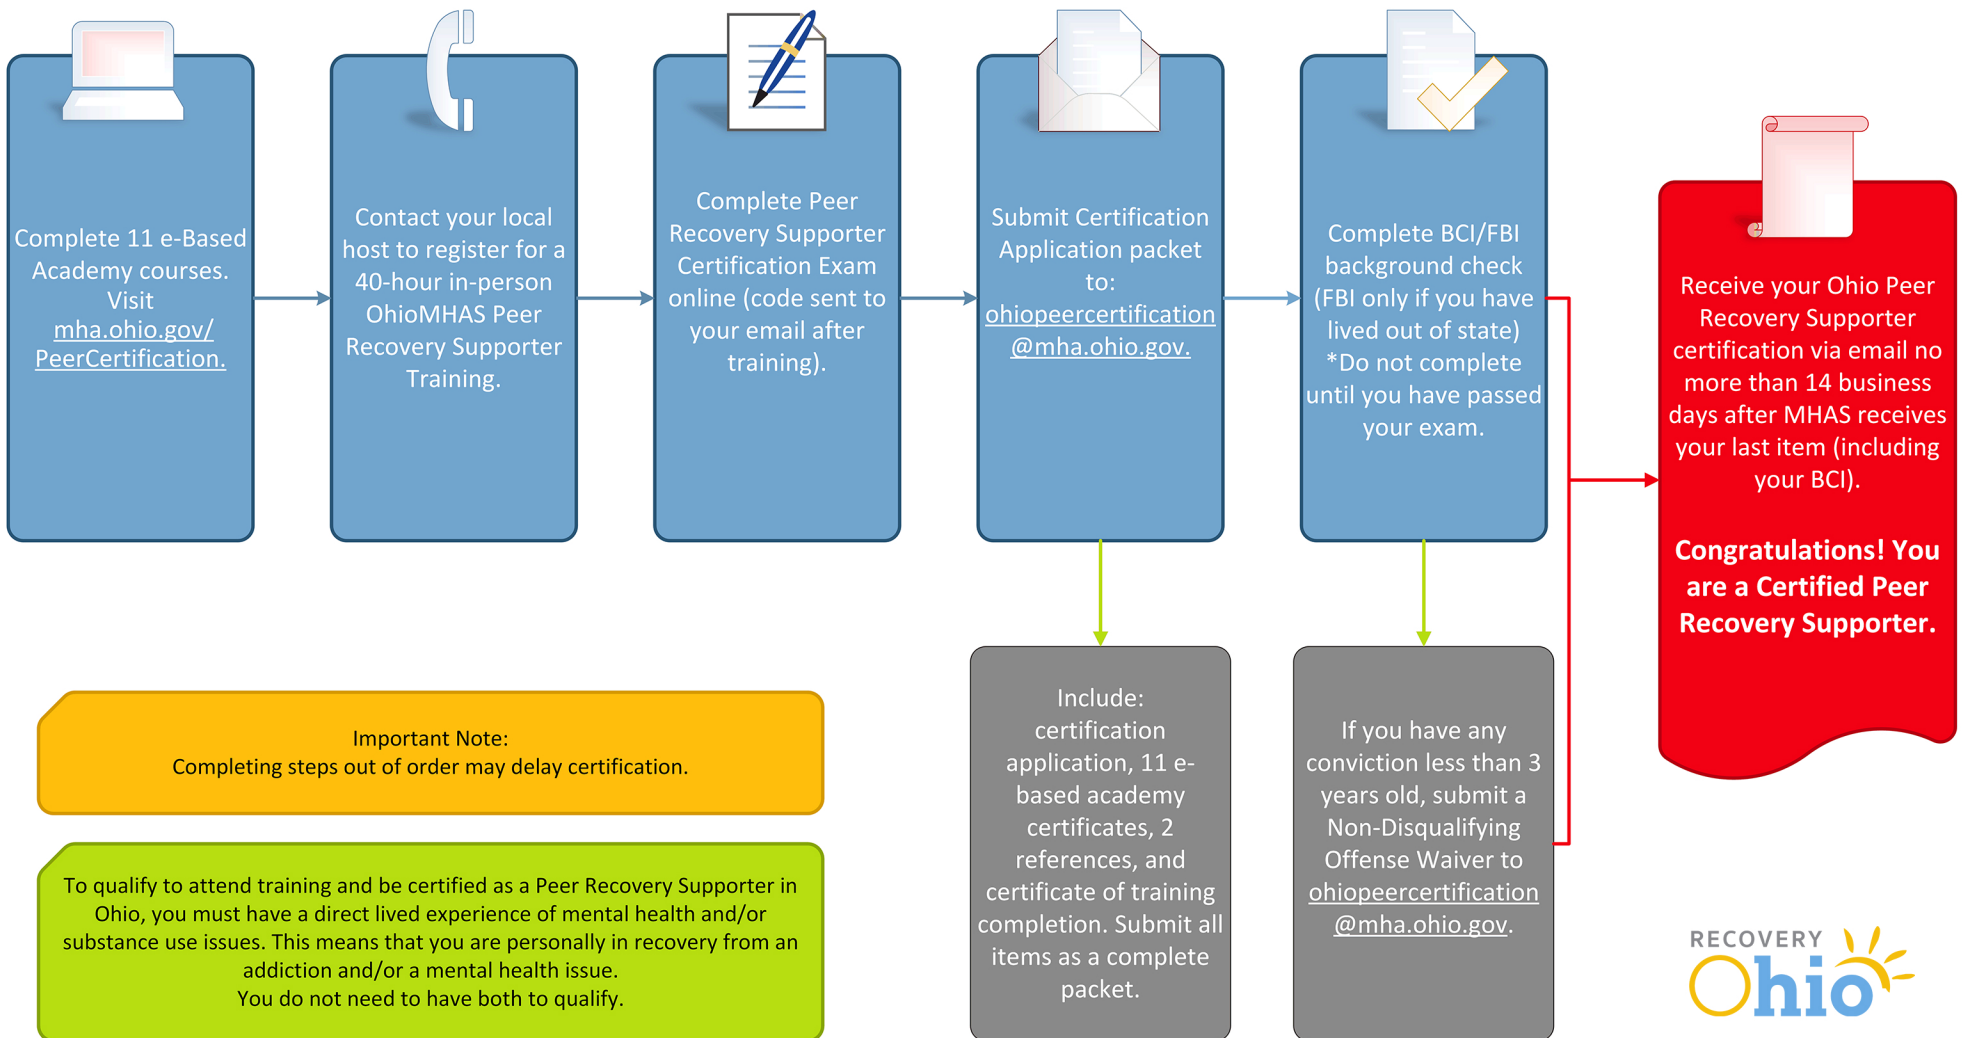 Complete 11 e-Based
Academy courses.
Visit
mha.ohio.gov/
PeerCertification.
Contact your local
host to register for a
40-hour in-person
OhioMHAS Peer
Recovery Supporter
Training.
Complete Peer
Recovery Supporter
Certification Exam
online (code sent to
your email after
training).
Submit Certification
Application packet
to:
ohiopeercertification
@mha.ohio.gov.
Complete BCI/FBI
background check
(FBI only if you have
lived out of state)
*Do not complete
until you have passed
your exam.
Receive your Ohio Peer
Recovery Supporter
certification via email no
more than 14 business
days after MHAS receives
your last item (including
your BCI).
Congratulations! You
are a Certified Peer
Recovery Supporter.
Include:
certification
application, 11 e-
based academy
certificates, 2
references, and
certificate of training
completion. Submit all
items as a complete
packet.
If you have any
conviction less than 3
years old, submit a
Non-Disqualifying
Offense Waiver to
ohiopeercertification
@mha.ohio.gov.
Important Note:
Completing steps out of order may delay certification.
To qualify to attend training and be certified as a Peer Recovery Supporter in
Ohio, you must have a direct lived experience of mental health and/or
substance use issues. This means that you are personally in recovery from an
addiction and/or a mental health issue.
You do not need to have both to qualify.
RECOVERY
Ohio